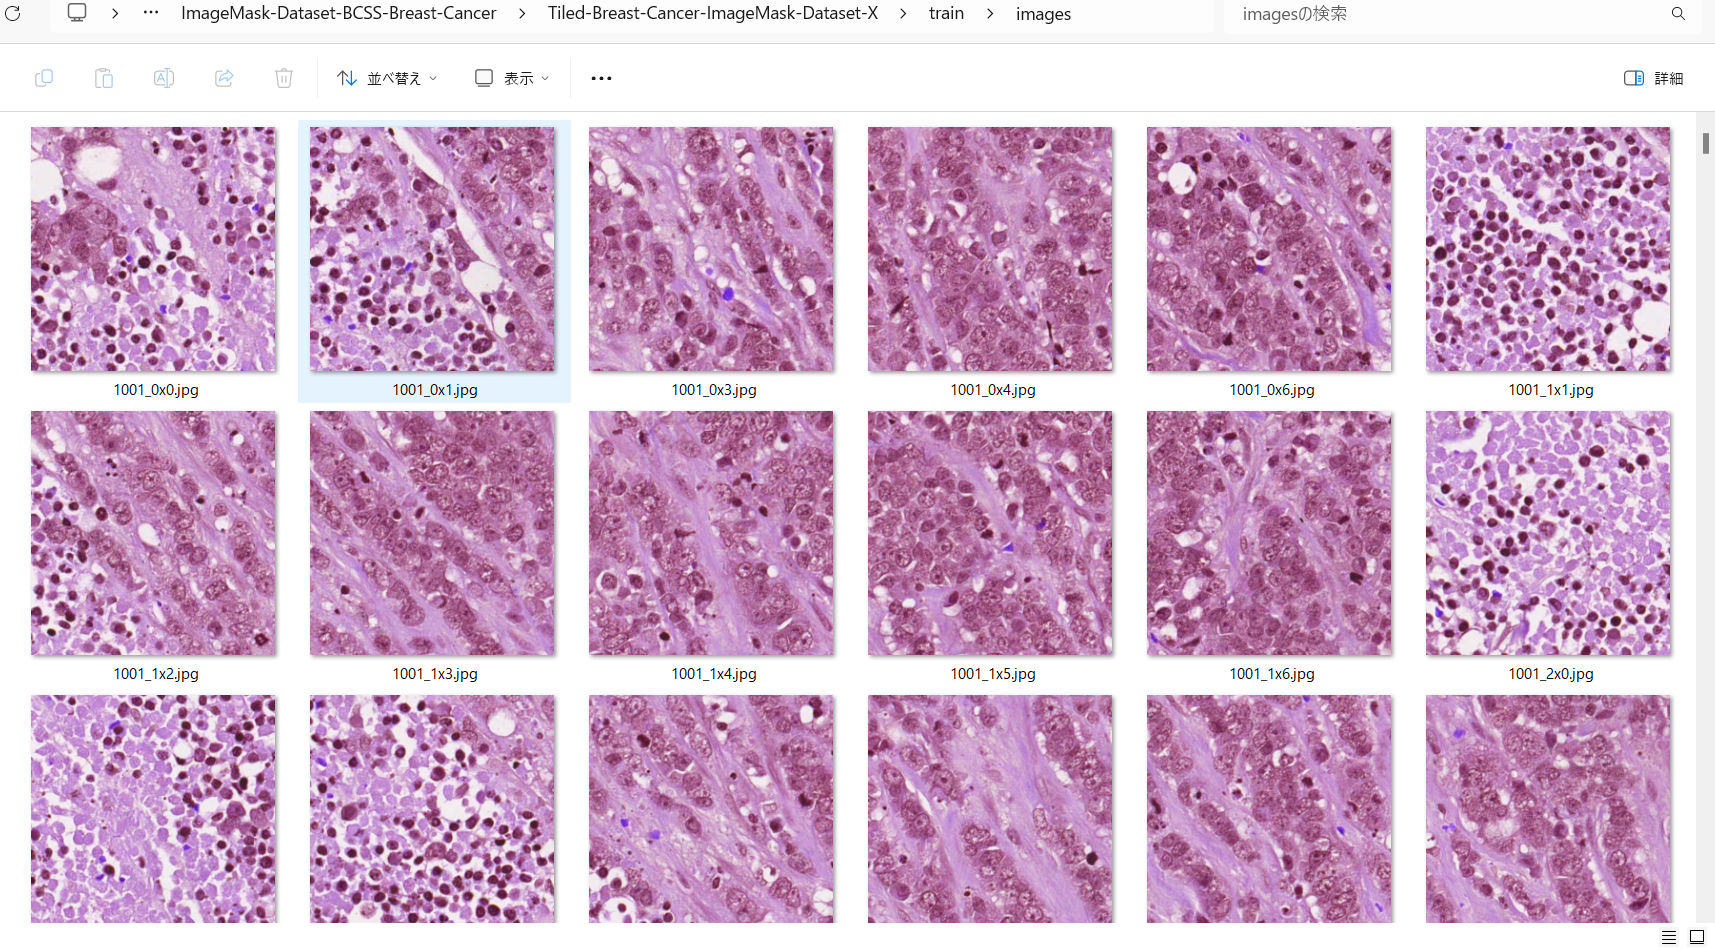 ImageMask-Dataset-BCSS-Breast-Cancer > Tiled-Breast-Cancer-ImageMask-Dataset-X > train > images
imagesの検索
並べ替え 表示 詳細
1001_0x0.jpg 1001_0x1.jpg 1001_0x3.jpg 1001_0x4.jpg 1001_0x6.jpg 1001_1x1.jpg
1001_1x2.jpg 1001_1x3.jpg 1001_1x4.jpg 1001_1x5.jpg 1001_1x6.jpg 1001_2x0.jpg